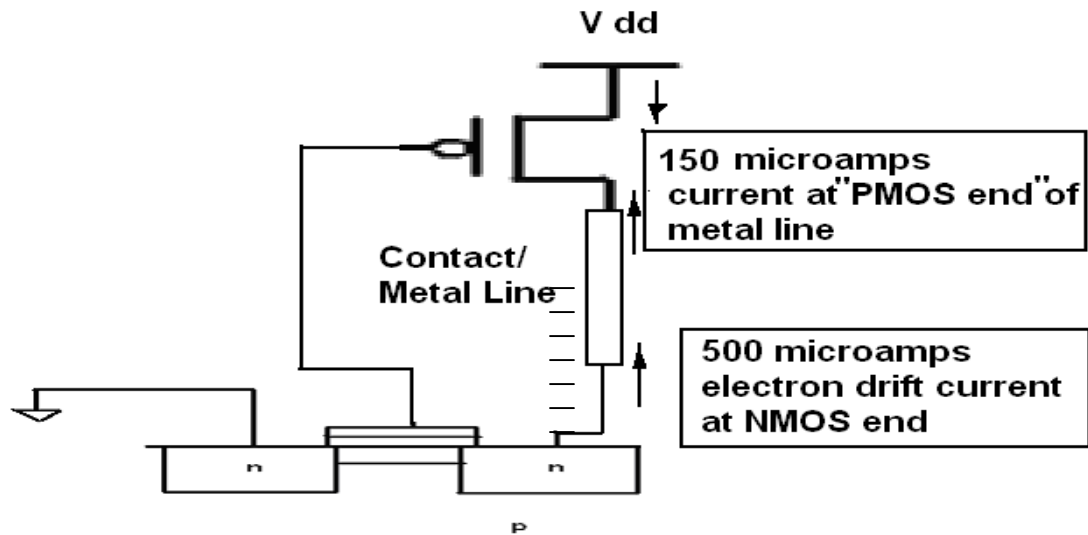 V dd
150 microamps
current at "PMOS end" of
metal line
Contact/
Metal Line
500 microamps
electron drift current
at NMOS end
n
n
p